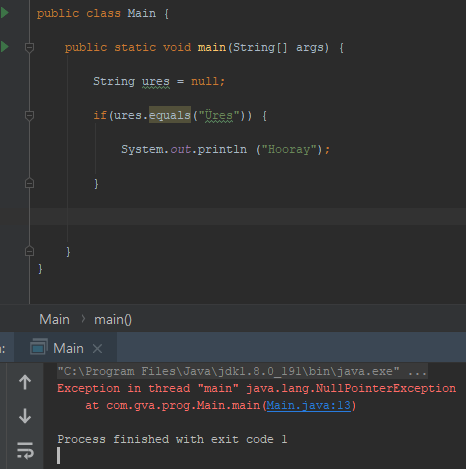 public class Main {
public static void main(String[] args) {
String ures = null;
if(ures.equals("Üres")) {
System.out.println ("Hooray");
}
}
}
Main > main()
: Main ×
"C:\Program Files\Java\jdk1.8.0_191\bin\java.exe" ...
Exception in thread "main" java.lang.NullPointerException
at com.gva.prog.Main.main(Main.java:13)
Process finished with exit code 1